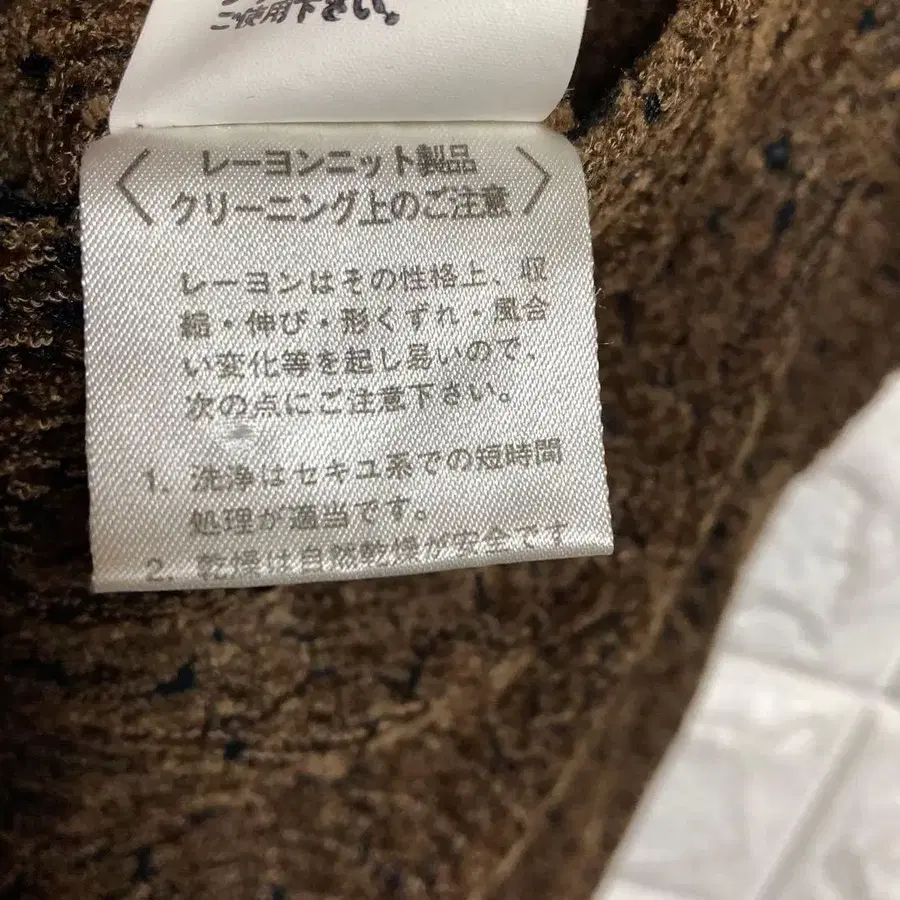 ご使用下さい。
〈 レーヨンニット製品
クリーニング上のご注意 〉
レーヨンはその性格上、収
縮・伸び・形くずれ・風合
い変化等を起し易いので、
次の点にご注意下さい。
1. 洗浄はセキユ系での短時間
処理が適当です。
2. 乾燥は自然乾燥が安全です